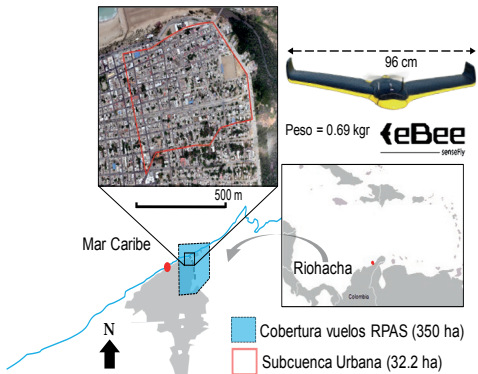 96 cm
Peso = 0.69 kgr
eBee
senseFly
500 m
Mar Caribe
Riohacha
Colombia
N
Cobertura vuelos RPAS (350 ha)
Subcuenca Urbana (32.2 ha)